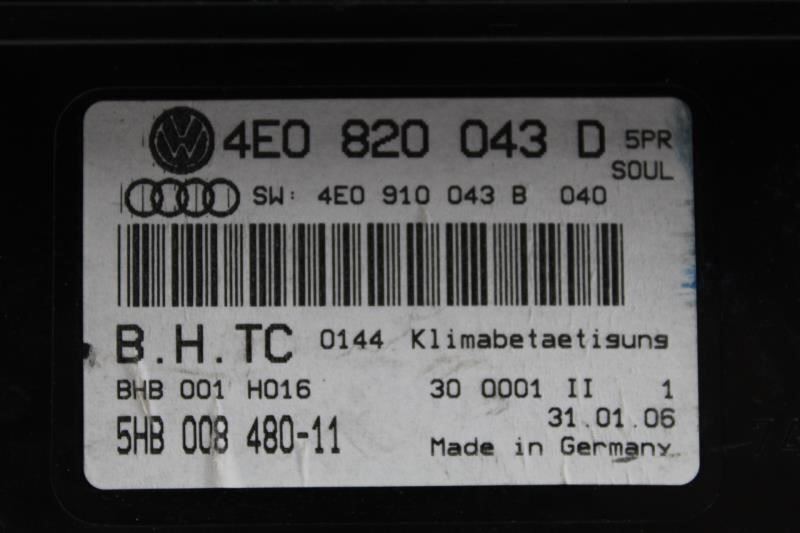 4E0 820 043 D 5PR
SOUL
SW: 4E0 910 043 B 040
B.H.TC 0144 Klimabetaetigung
BHB 001 H016 30 0001 II 1
31.01.06
5HB 008 480-11 Made in Germany